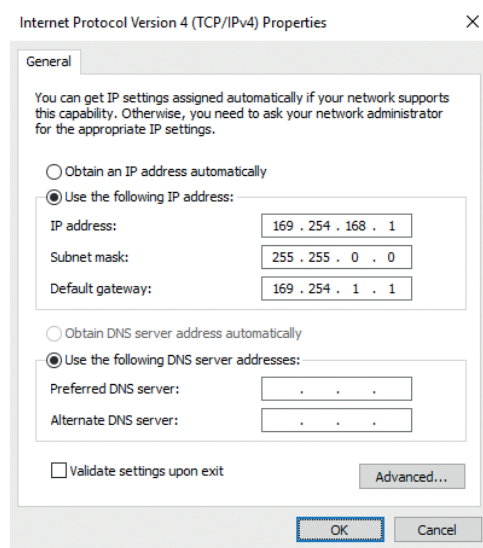 Internet Protocol Version 4 (TCP/IPv4) Properties
General
You can get IP settings assigned automatically if your network supports
this capability. Otherwise, you need to ask your network administrator
for the appropriate IP settings.
Obtain an IP address automatically
Use the following IP address:
IP address: 169 . 254 . 168 . 1
Subnet mask: 255 . 255 . 0 . 0
Default gateway: 169 . 254 . 1 . 1
Obtain DNS server address automatically
Use the following DNS server addresses:
Preferred DNS server: . . .
Alternate DNS server: . . .
Validate settings upon exit
Advanced...
OK Cancel